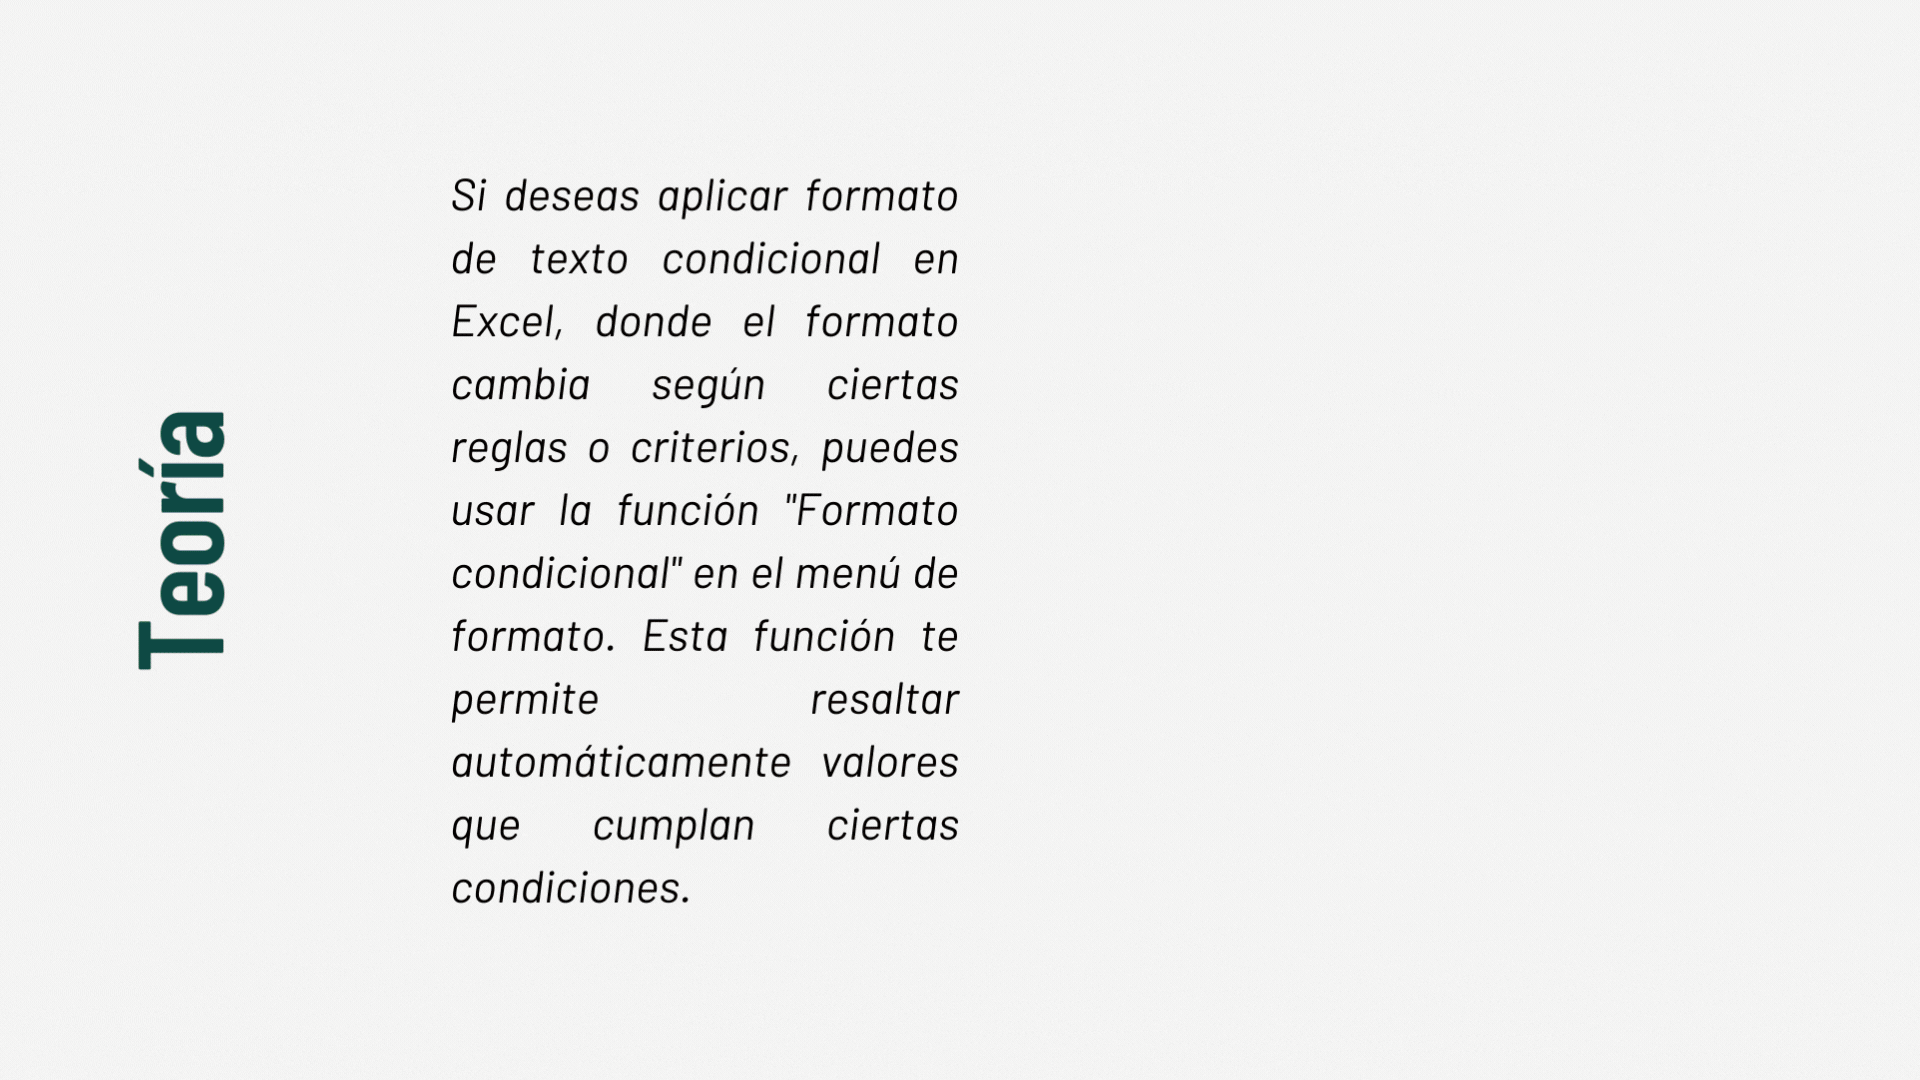 Teoría
Si deseas aplicar formato
de texto condicional en
Excel, donde el formato
cambia según ciertas
reglas o criterios, puedes
usar la función "Formato
condicional" en el menú de
formato. Esta función te
permite resaltar
automáticamente valores
que cumplan ciertas
condiciones.